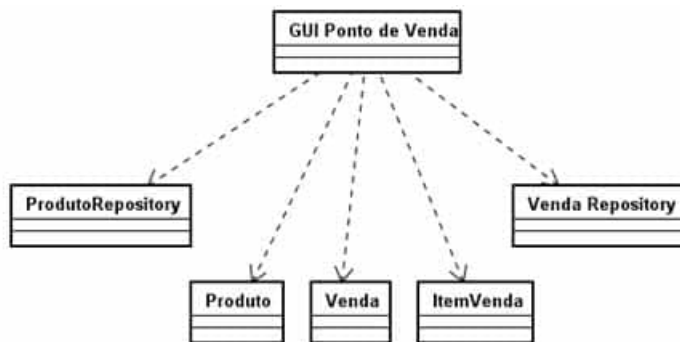 GUI Ponto de Venda
ProdutoRepository
Venda Repository
Produto
Venda
ItemVenda